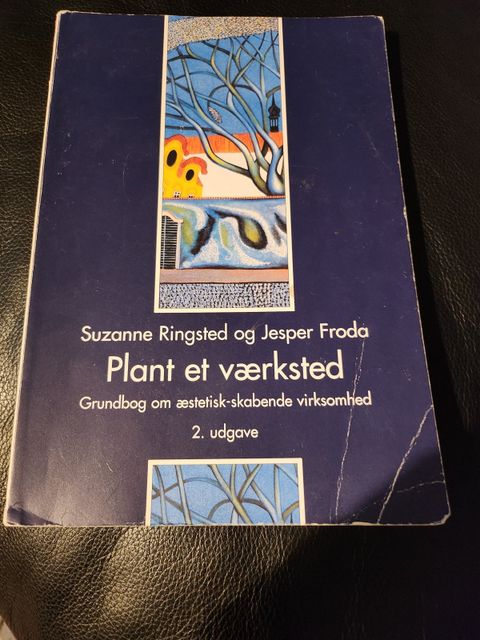 Suzanne Ringsted og Jesper Froda
Plant et værksted
Grundbog om æstetisk-skabende virksomhed
2. udgave